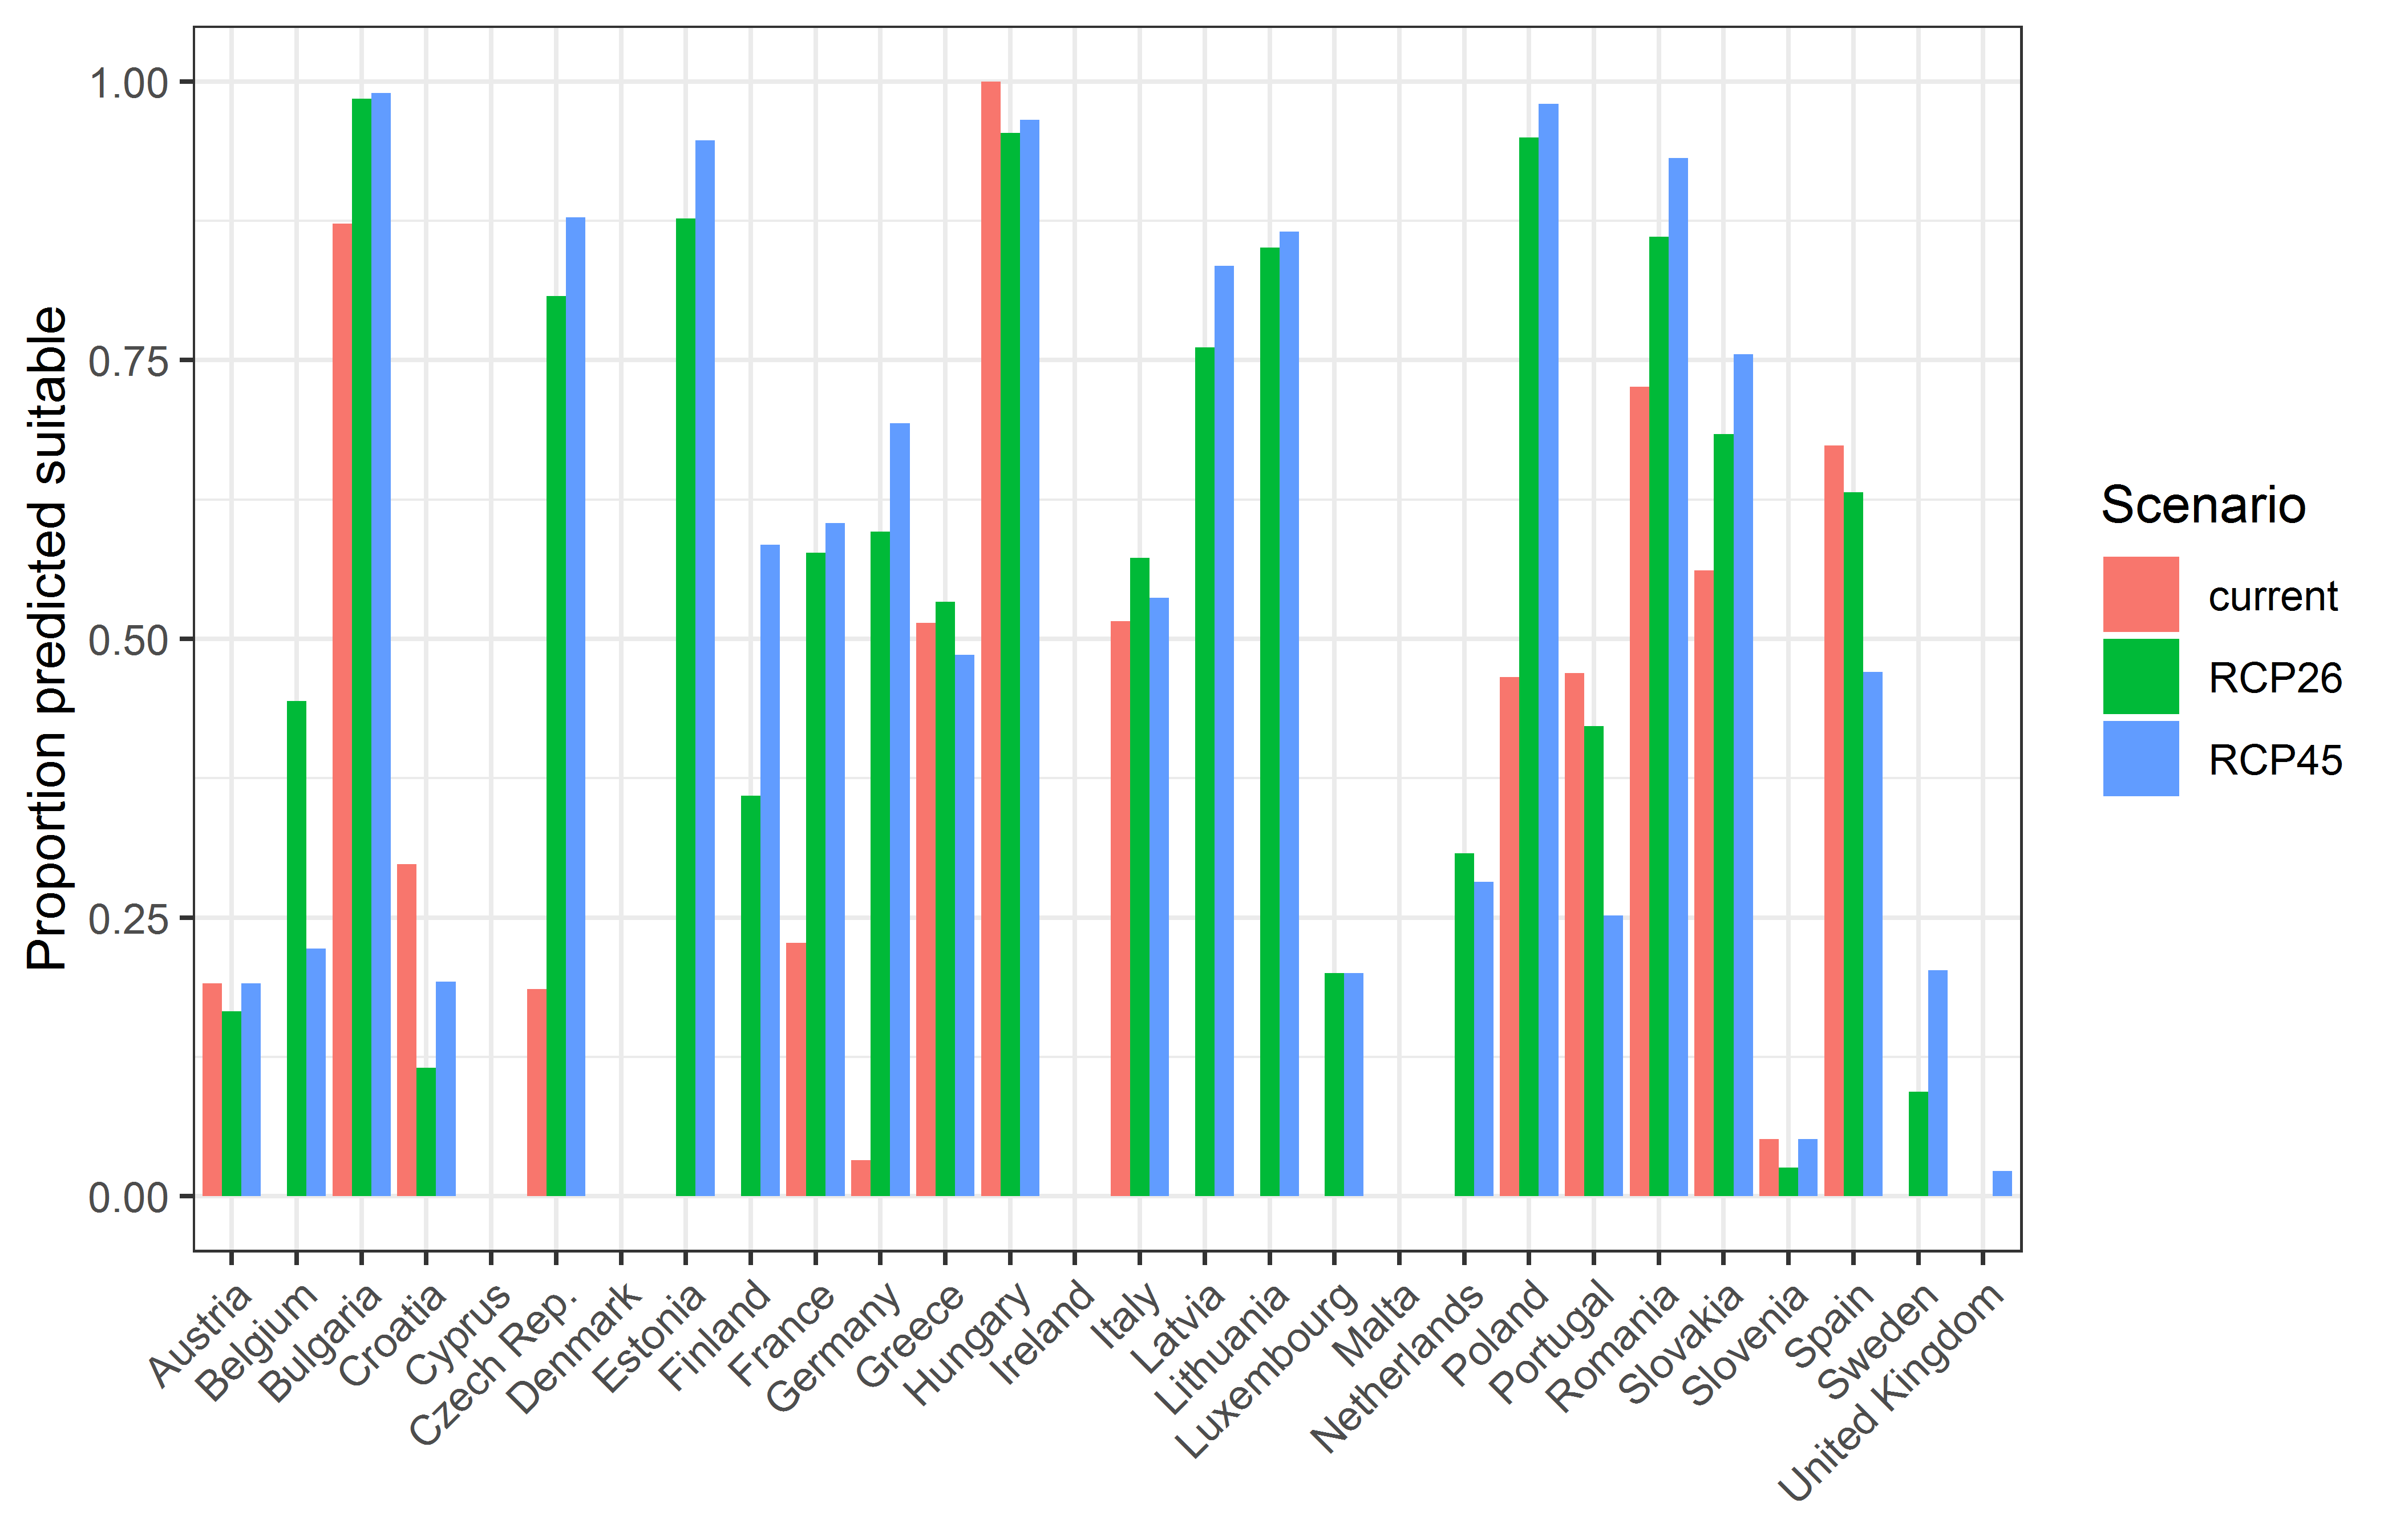 Proportion predicted suitable
1.00
0.75
0.50
0.25
0.00
Austria
Belgium
Bulgaria
Croatia
Cyprus
Czech Rep.
Denmark
Estonia
Finland
France
Germany
Greece
Hungary
Ireland
Italy
Latvia
Lithuania
Luxembourg
Malta
Netherlands
Poland
Portugal
Romania
Slovakia
Slovenia
Spain
Sweden
United Kingdom
Scenario
current
RCP26
RCP45